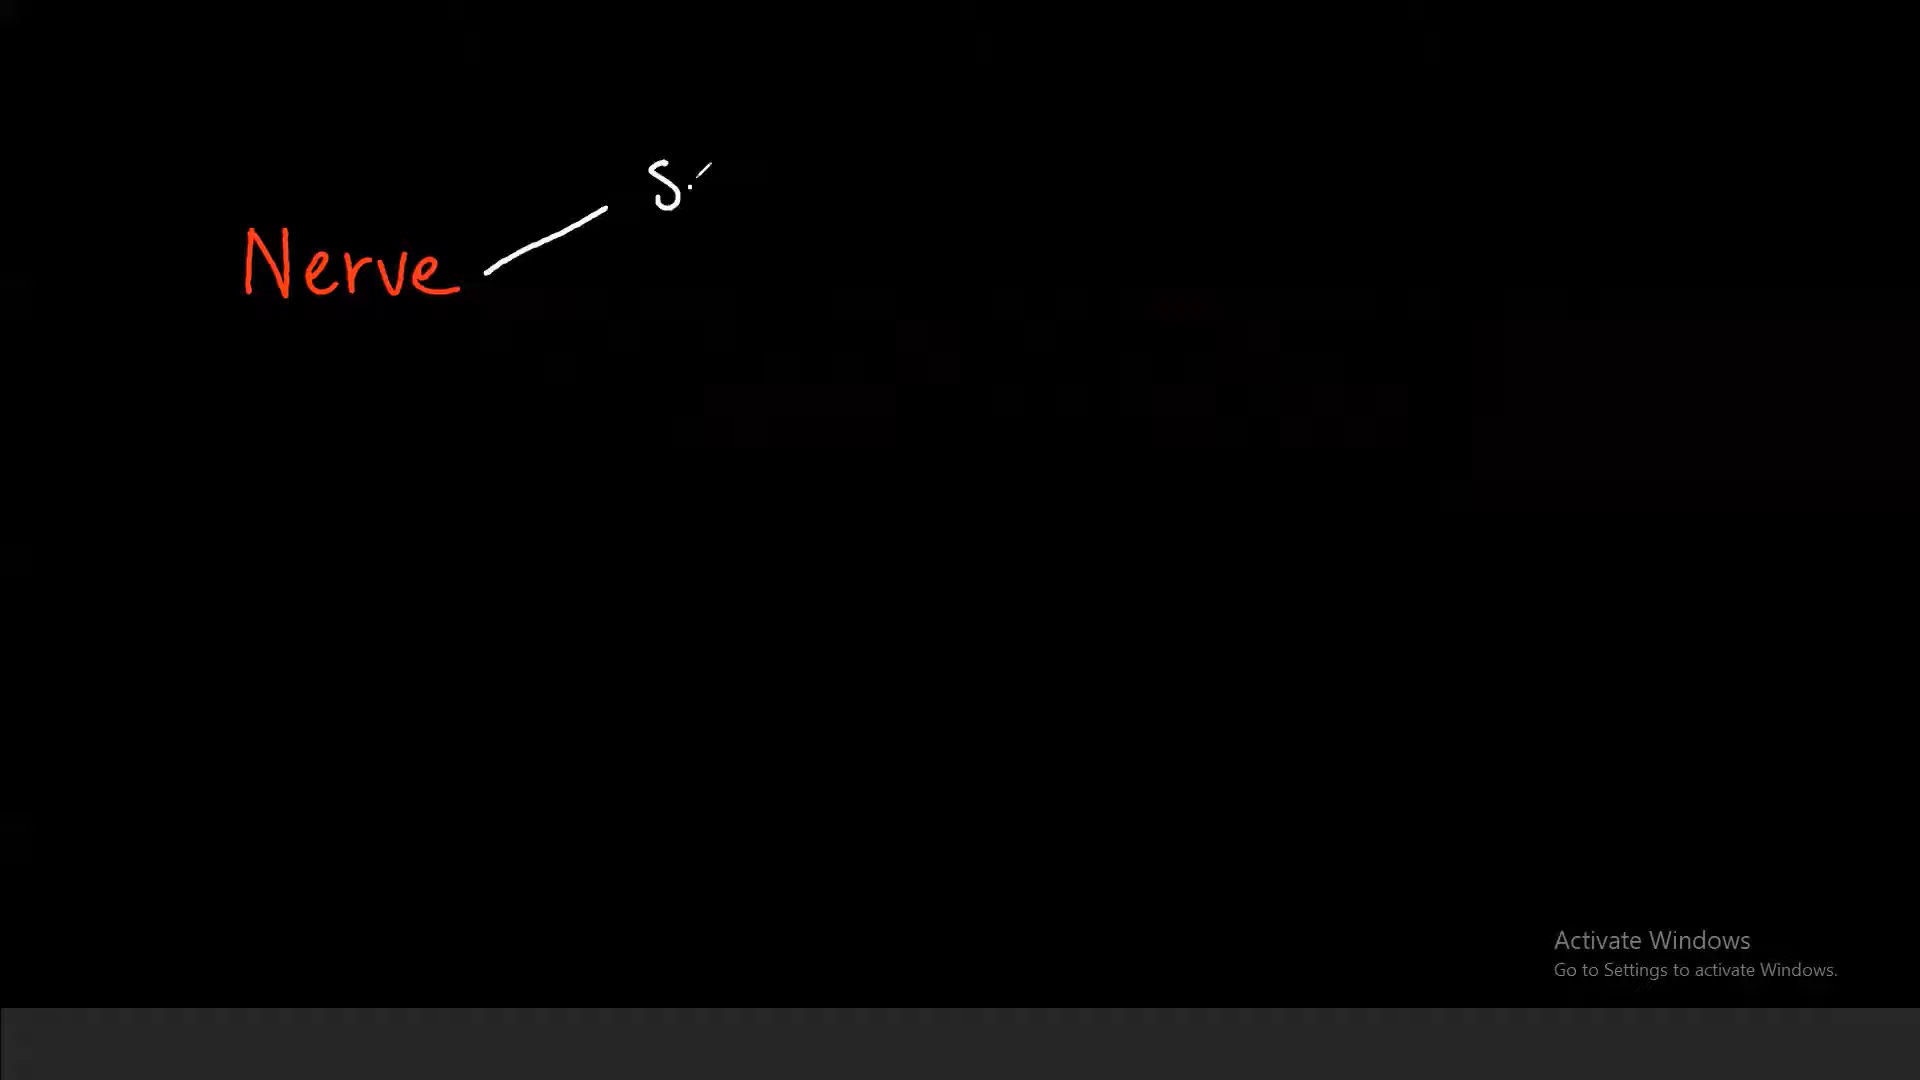 S
Nerve
Activate Windows
Go to Settings to activate Windows.